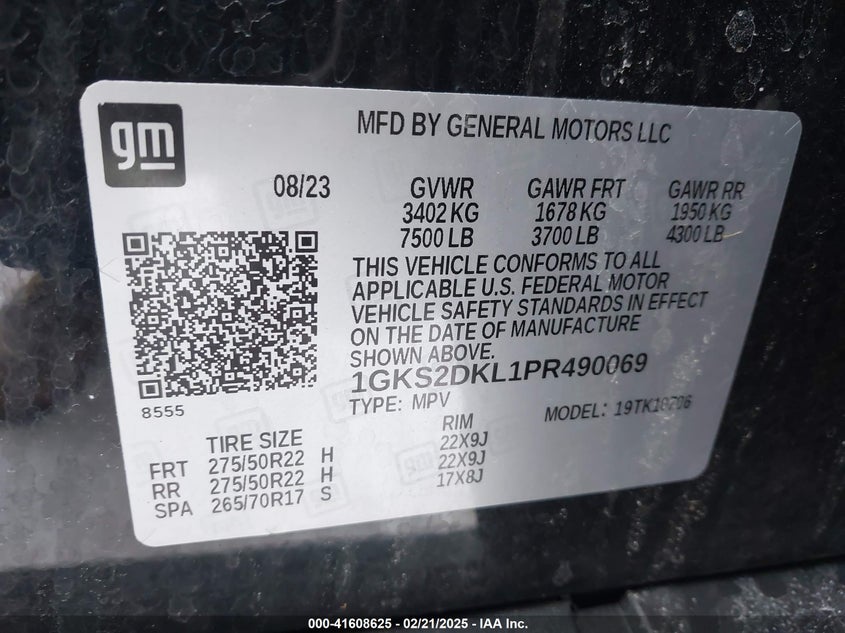 gm
MFD BY GENERAL MOTORS LLC
08/23 GVWR GAWR FRT GAWR RR
3402 KG 1678 KG 1950 KG
7500 LB 3700 LB 4300 LB
THIS VEHICLE CONFORMS TO ALL
APPLICABLE U.S. FEDERAL MOTOR
VEHICLE SAFETY STANDARDS IN EFFECT
ON THE DATE OF MANUFACTURE
SHOWN ABOVE.
1GKS2DKL1PR490069
8555
TYPE: MPV MODEL: 19TK10706
TIRE SIZE RIM
FRT 275/50R22 H 22X9J
RR 275/50R22 H 22X9J
SPA 265/70R17 S 17X8J
000-41608625 - 02/21/2025 - IAA Inc.